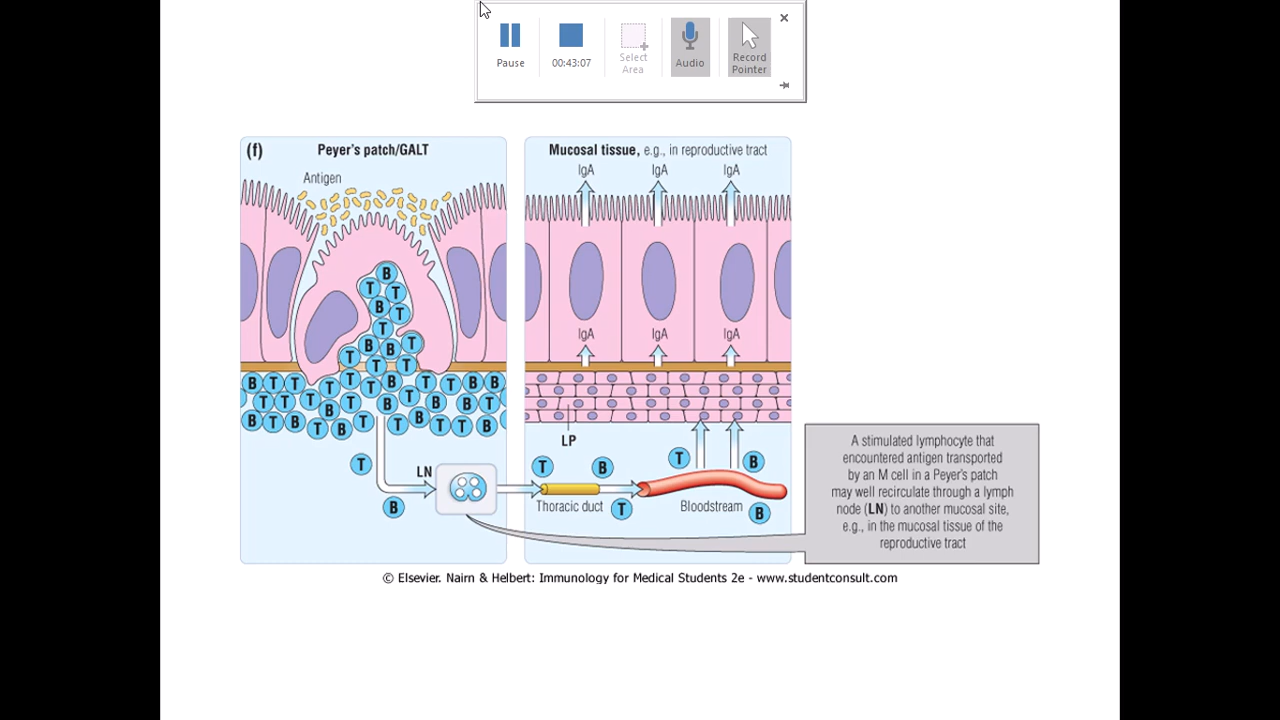 Pause
00:43:07
Select
Area
Audio
Record
Pointer
(f)
Peyer's patch/GALT
Antigen
B
T T
B T
T
B B T
T T T
B T T T T T B T B B
T T B T B T B T
B T B T B T T B T T B
T
LN
B
Mucosal tissue, e.g., in reproductive tract
IgA IgA IgA
IgA IgA IgA
LP
T B T B
Thoracic duct T Bloodstream B
A stimulated lymphocyte that
encountered antigen transported
by an M cell in a Peyer's patch
may well recirculate through a lymph
node (LN) to another mucosal site,
e.g., in the mucosal tissue of the
reproductive tract
© Elsevier. Nairn & Helbert: Immunology for Medical Students 2e - www.studentconsult.com